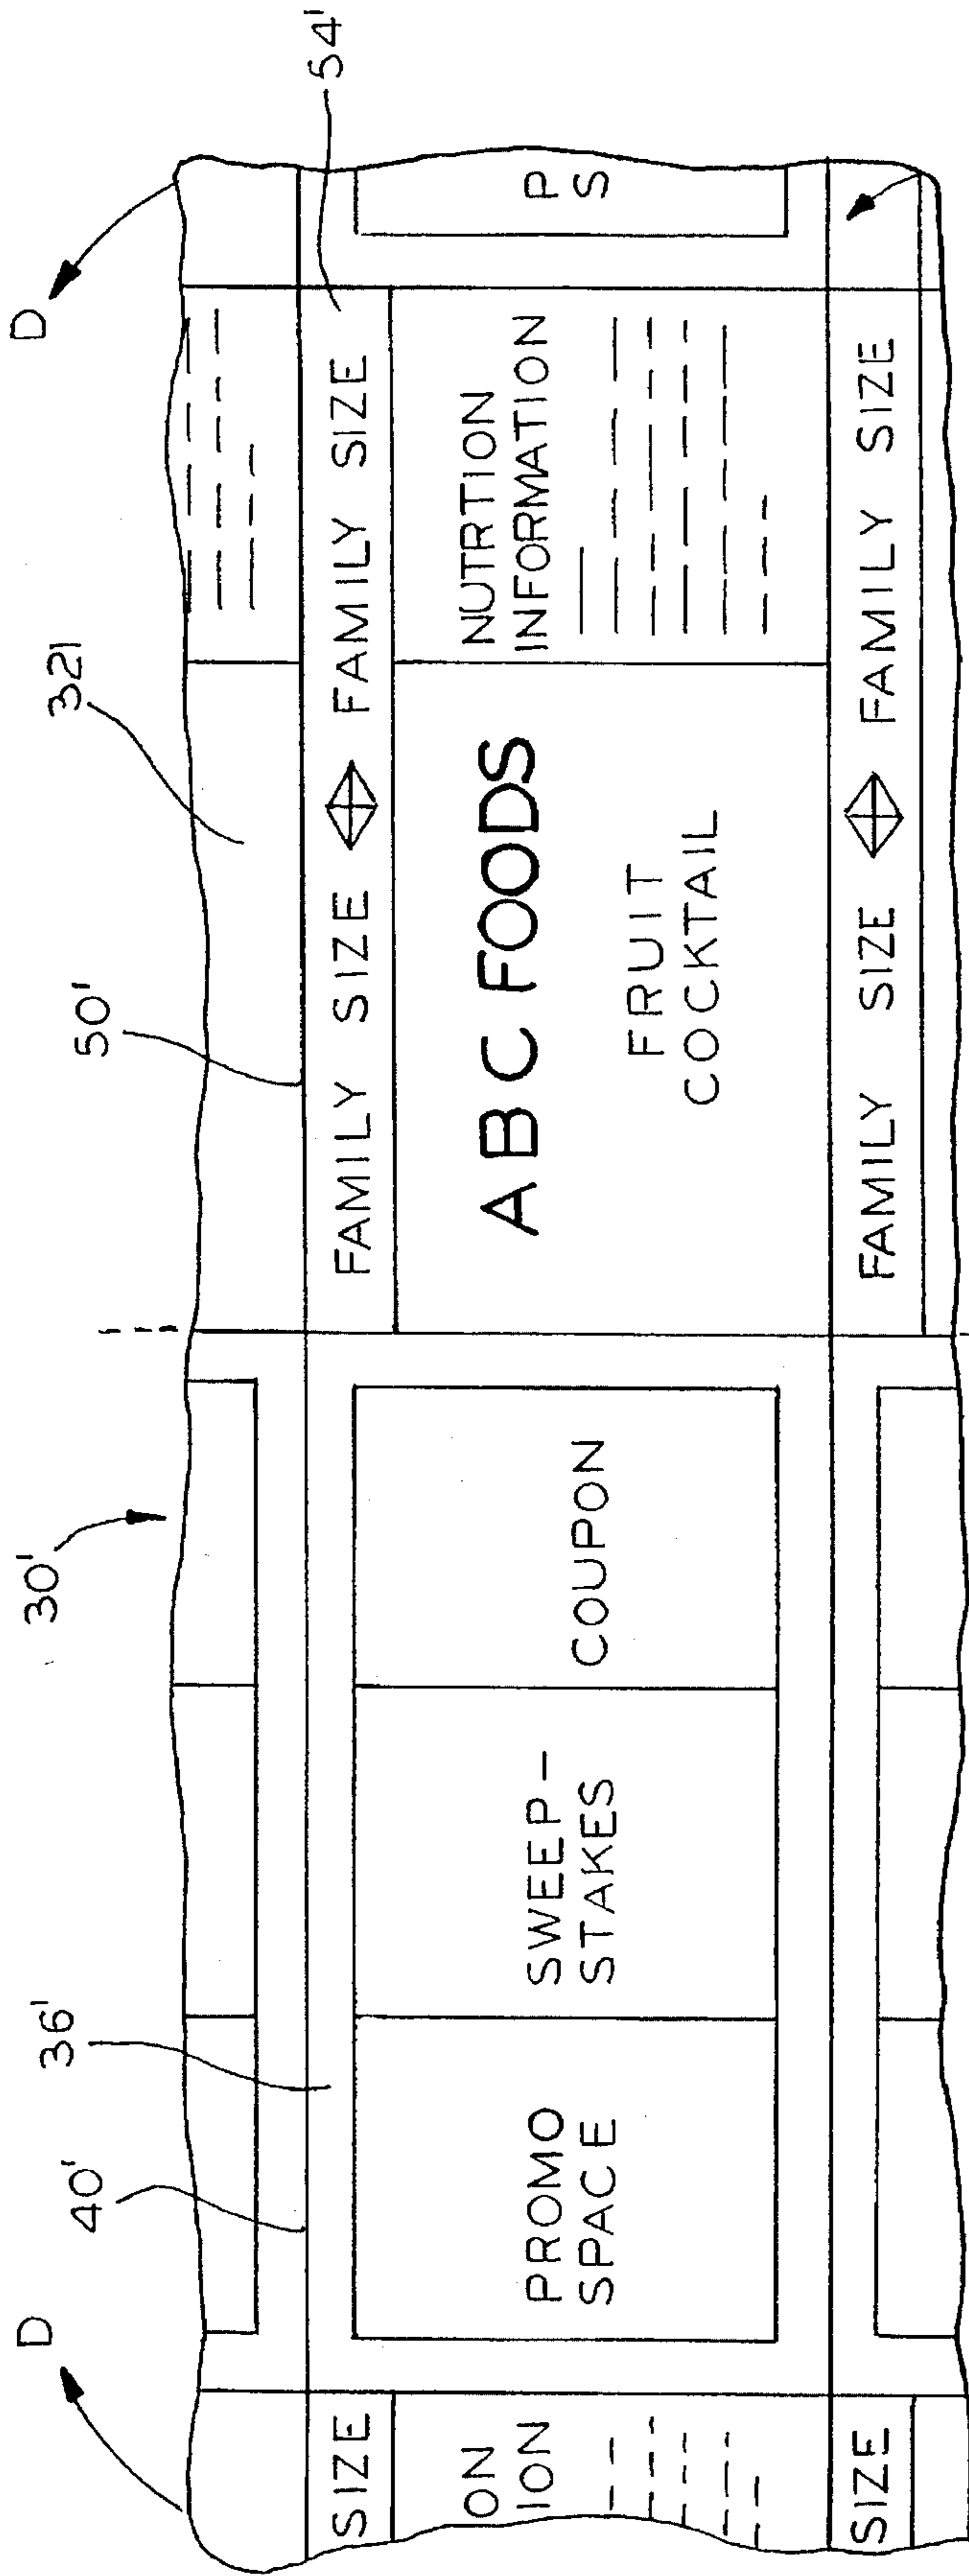 D
40'
36'
30'
50'
321
D
54'
SIZE
FAMILY SIZE FAMILY SIZE
ON
ION
PROMO
SPACE
SWEEP-
STAKES
COUPON
ABC FOODS
FRUIT
COCKTAIL
NUTRTION
INFORMATION
P
S
SIZE
FAMILY SIZE FAMILY SIZE